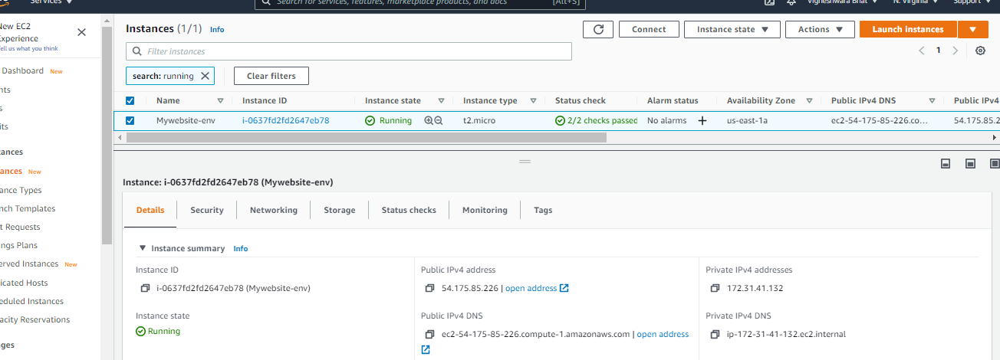 Services
Search for services, features, marketplace products, and docs [Alt+S]
Vigneshwara Bhat
N. Virginia
Support
New EC2
Experience
Tell us what you think
Dashboard New
Instances (1/1) Info
Connect
Instance state
Actions
Launch instances
Filter instances
1
search: running
Clear filters
Name Instance ID Instance state Instance type Status check Alarm status Availability Zone Public IPv4 DNS Public IPv4
Mywebsite-env i-0637fd2fd2647eb78 Running t2.micro 2/2 checks passed No alarms + us-east-1a ec2-54-175-85-226.co... 54.175.85.2
nts
s
its
tances
ances New
ance Types
nch Templates
t Requests
ngs Plans
erved Instances New
icated Hosts
eduled Instances
acity Reservations
ges
Instance: i-0637fd2fd2647eb78 (Mywebsite-env)
Details Security Networking Storage Status checks Monitoring Tags
Instance summary Info
Instance ID
i-0637fd2fd2647eb78 (Mywebsite-env)
Instance state
Running
Public IPv4 address
54.175.85.226 | open address
Public IPv4 DNS
ec2-54-175-85-226.compute-1.amazonaws.com | open address
Private IPv4 addresses
172.31.41.132
Private IPv4 DNS
ip-172-31-41-132.ec2.internal